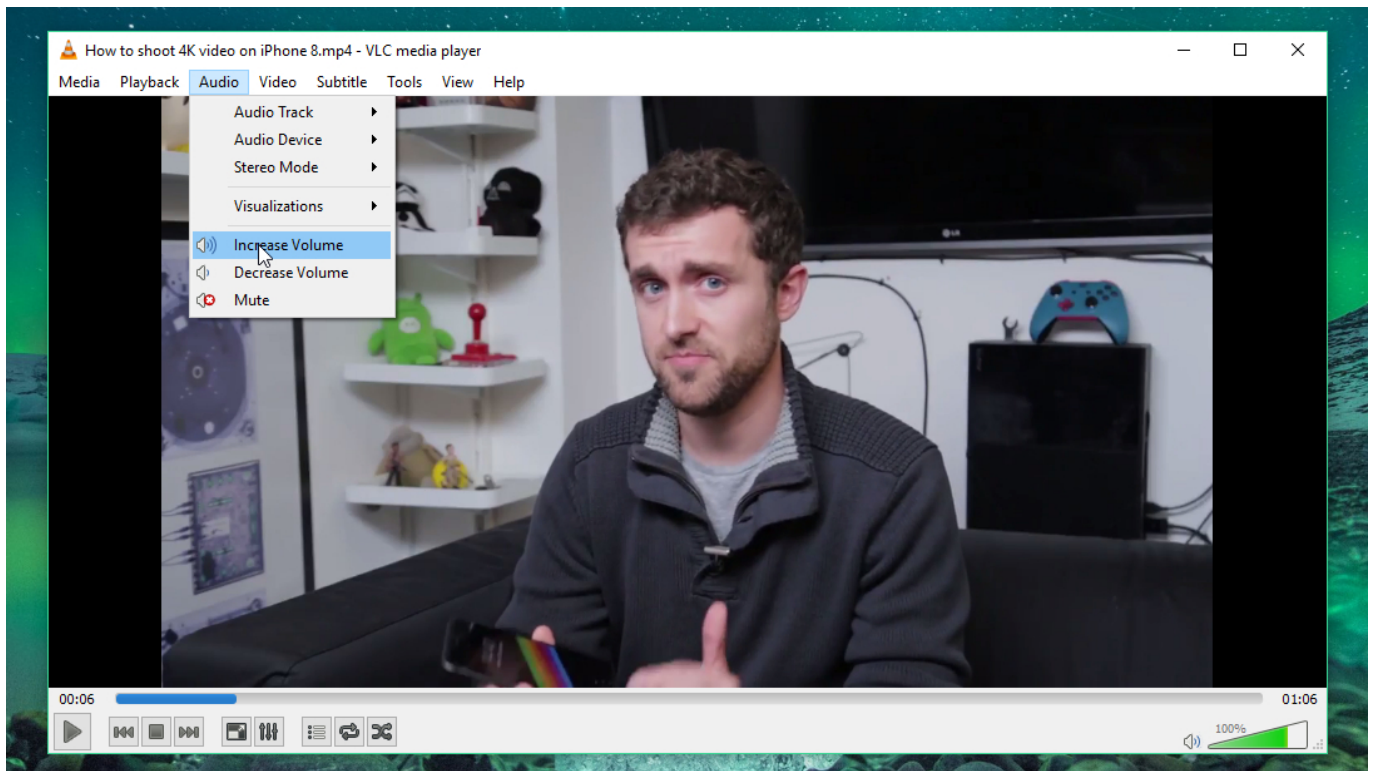 How to shoot 4K video on iPhone 8.mp4 - VLC media player
Media Playback Audio Video Subtitle Tools View Help
Audio Track
Audio Device
Stereo Mode
Visualizations
Increase Volume
Decrease Volume
Mute
LG
00:06 01:06
100%